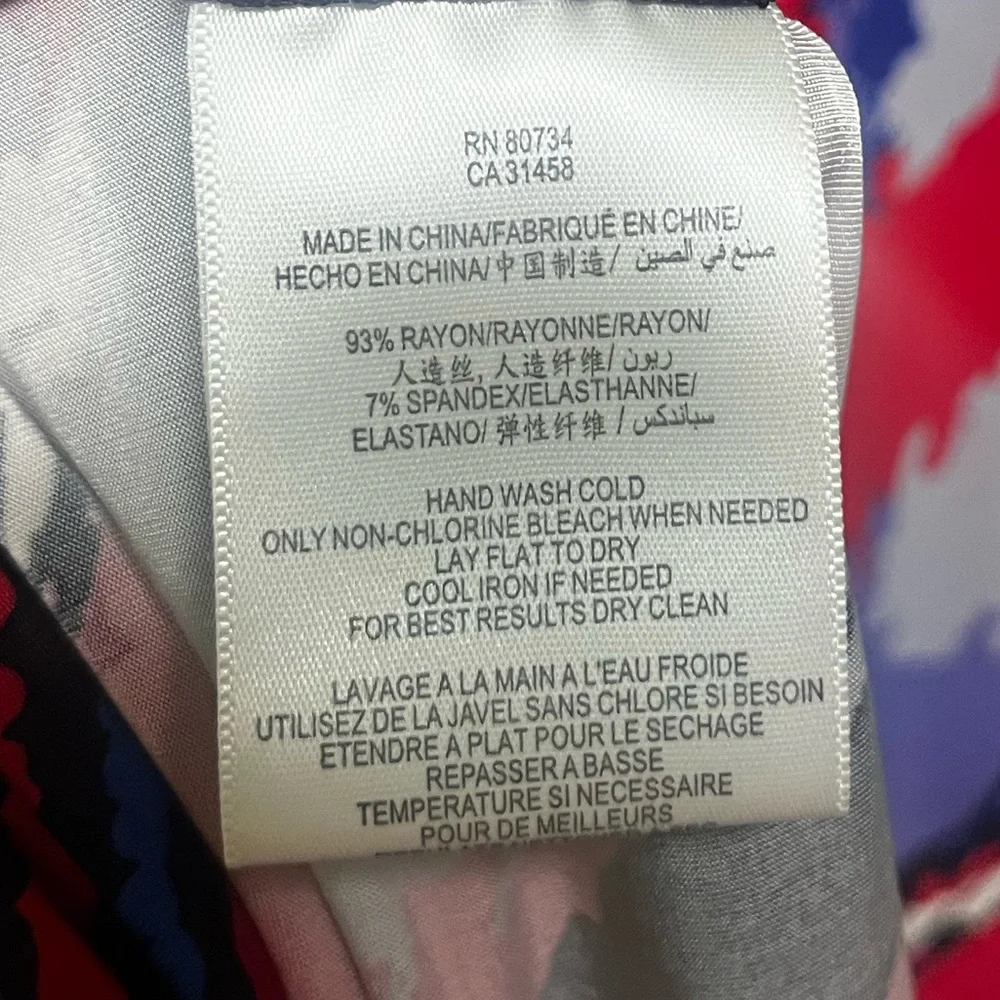 RN 80734
CA 31458
MADE IN CHINA/FABRIQUÉ EN CHINE/
HECHO EN CHINA/ 中国制造/ صنع في الصين
93% RAYON/RAYONNE/RAYON/
人造丝, 人造纤维/ ريون
7% SPANDEX/ELASTHANNE/
ELASTANO/ 弹性纤维 / سباندكس
HAND WASH COLD
ONLY NON-CHLORINE BLEACH WHEN NEEDED
LAY FLAT TO DRY
COOL IRON IF NEEDED
FOR BEST RESULTS DRY CLEAN
LAVAGE A LA MAIN A L'EAU FROIDE
UTILISEZ DE LA JAVEL SANS CHLORE SI BESOIN
ETENDRE A PLAT POUR LE SECHAGE
REPASSER A BASSE
TEMPERATURE SI NECESSAIRE
POUR DE MEILLEURS